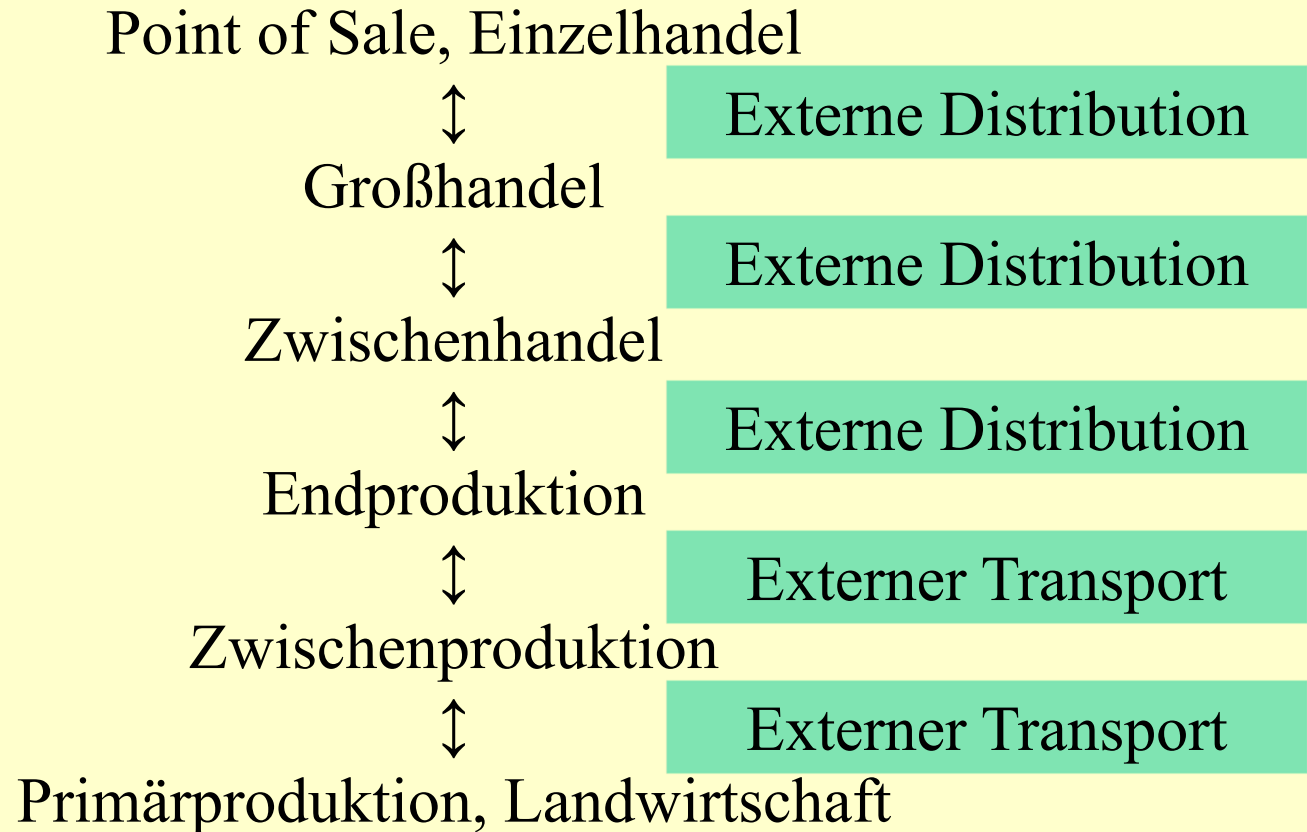 Point of Sale, Einzelhandel
↕
Externe Distribution
Großhandel
↕
Externe Distribution
Zwischenhandel
↕
Externe Distribution
Endproduktion
↕
Externer Transport
Zwischenproduktion
↕
Externer Transport
Primärproduktion, Landwirtschaft